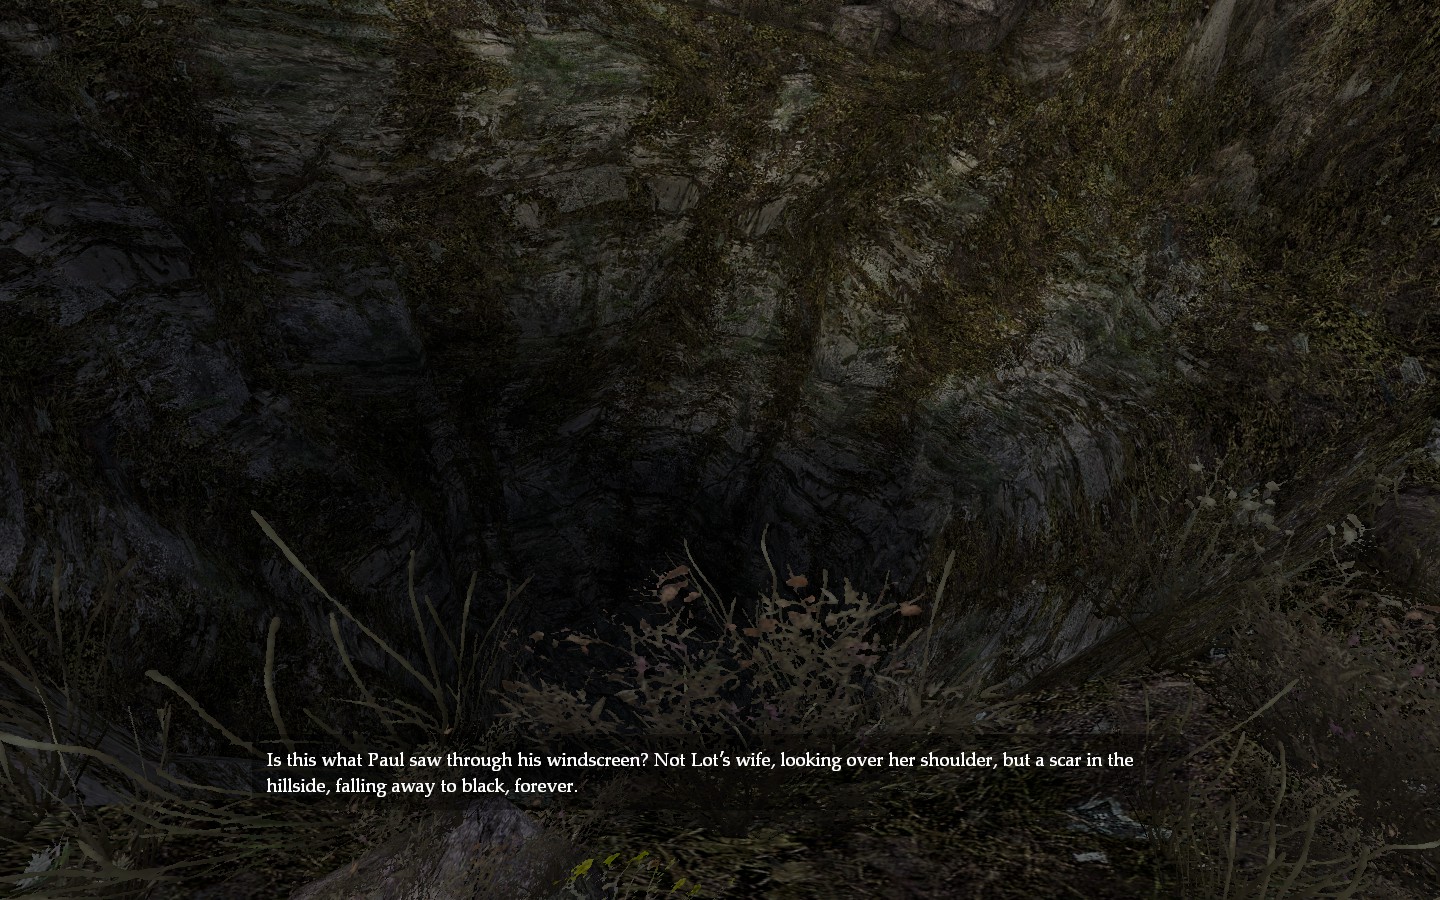 Is this what Paul saw through his windscreen? Not Lot's wife, looking over her shoulder, but a scar in the
hillside, falling away to black, forever.